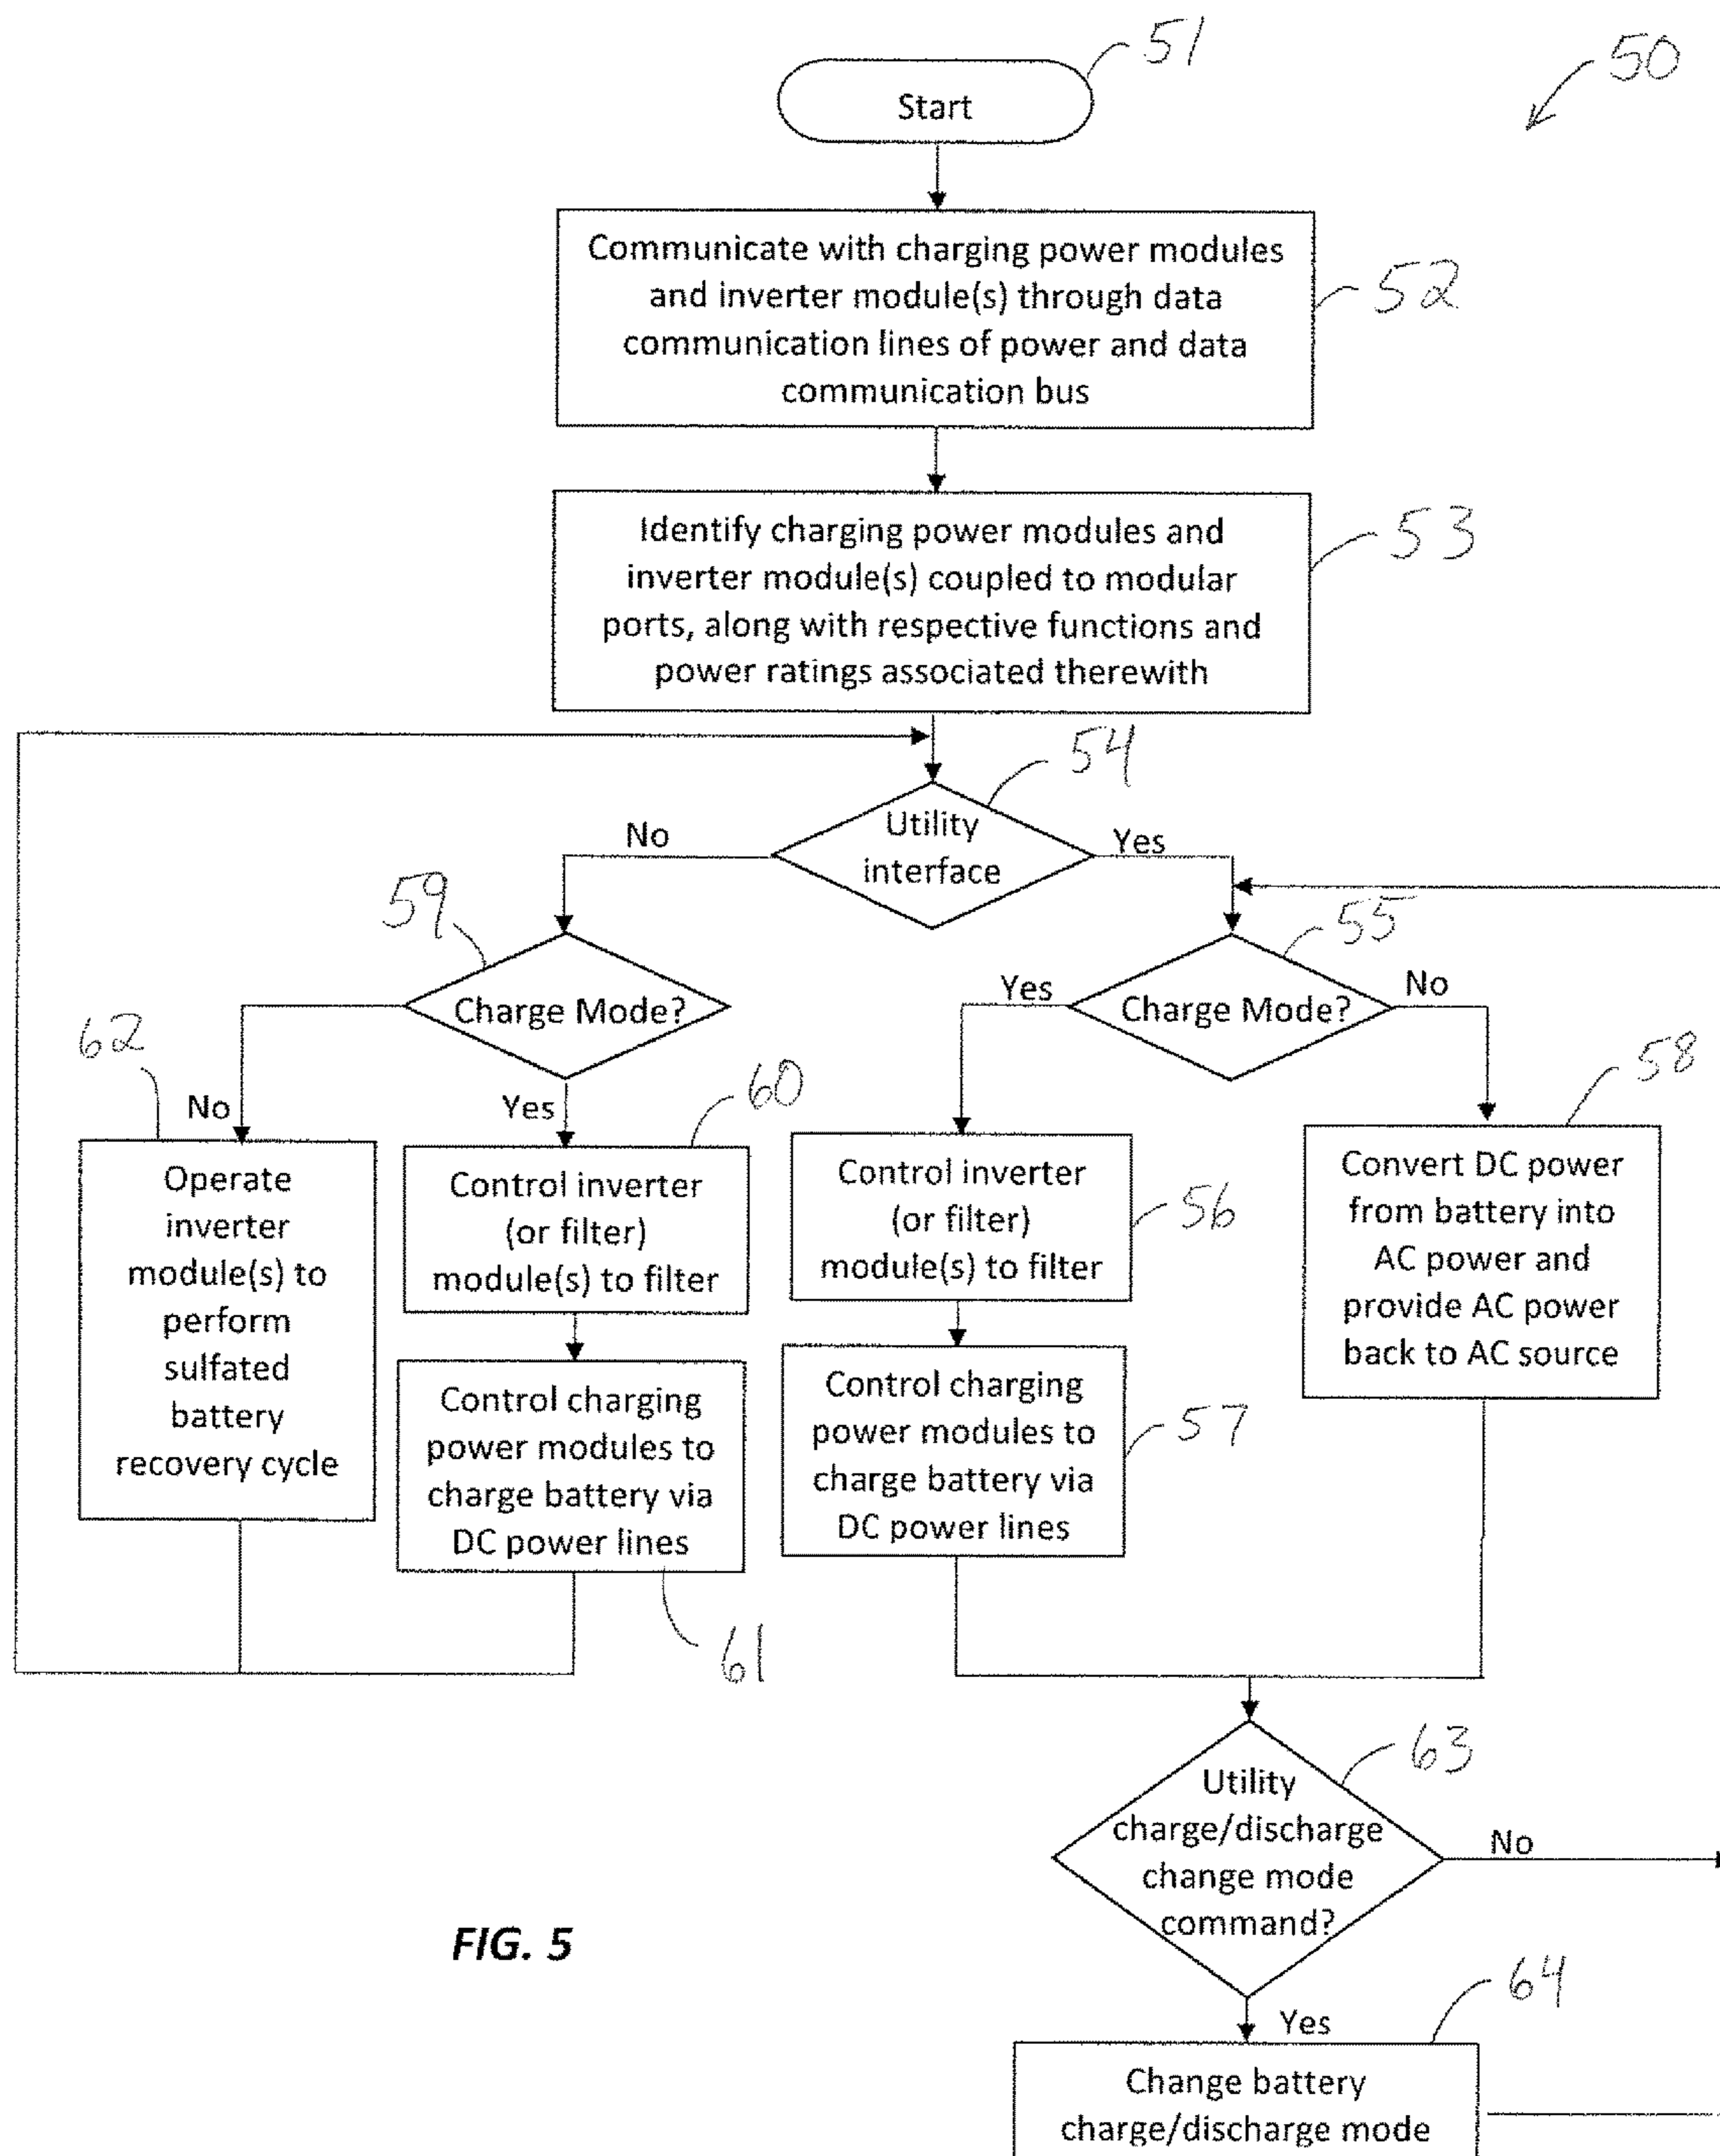 51
50
Start
Communicate with charging power modules
and inverter module(s) through data
communication lines of power and data
communication bus
52
Identify charging power modules and
inverter module(s) coupled to modular
ports, along with respective functions and
power ratings associated therewith
53
54
Utility
interface
No
Yes
59
55
Charge Mode?
Yes
Charge Mode?
No
62
No
Yes
60
58
Operate
inverter
module(s) to
perform
sulfated
battery
recovery cycle
Control inverter
(or filter)
module(s) to filter
Control inverter
(or filter)
module(s) to filter
56
Convert DC power
from battery into
AC power and
provide AC power
back to AC source
Control charging
power modules to
charge battery via
DC power lines
61
Control charging
power modules to
charge battery via
DC power lines
57
63
Utility
charge/discharge
change mode
command?
No
FIG. 5
Yes
64
Change battery
charge/discharge mode